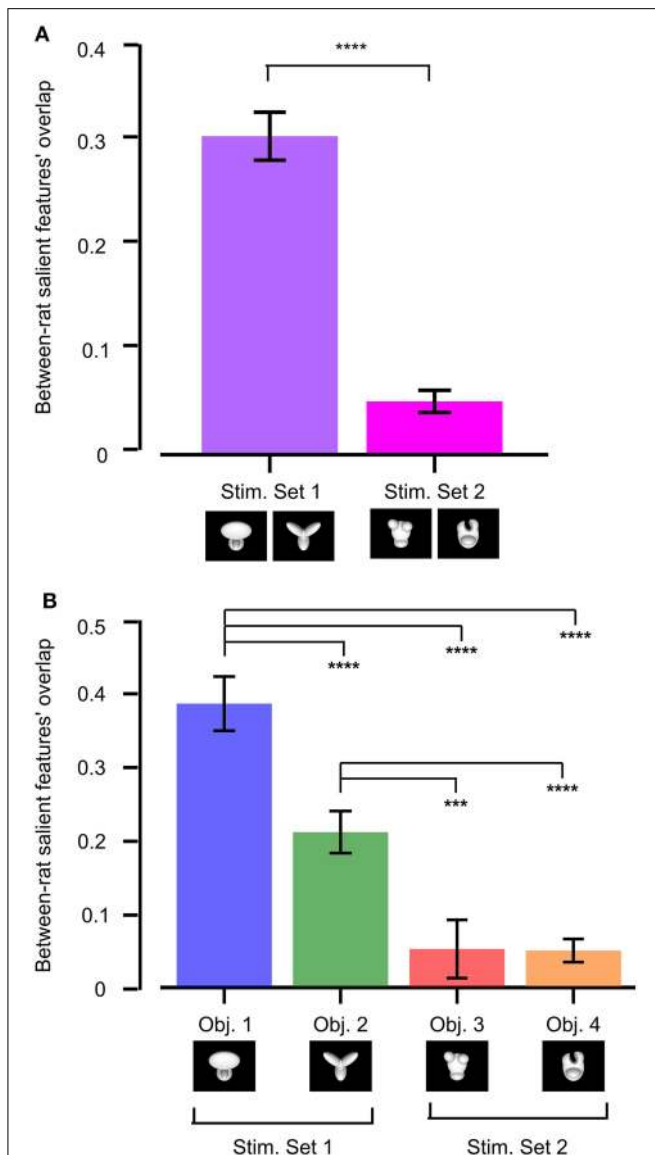 A
Between-rat salient features' overlap
0.4
0.3
0.2
0.1
0
****
Stim. Set 1 Stim. Set 2
B
Between-rat salient features' overlap
0.5
0.4
0.3
0.2
0.1
0
**** **** ****
*** ****
Obj. 1 Obj. 2 Obj. 3 Obj. 4
Stim. Set 1 Stim. Set 2